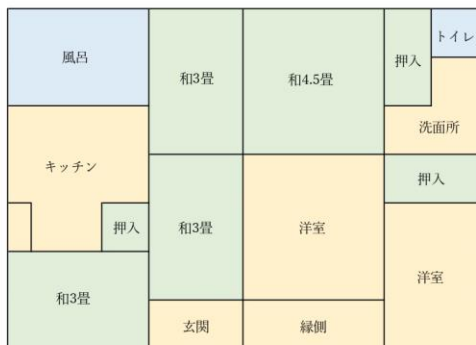 風呂
和3畳
和4.5畳
押入
トイレ
洗面所
キッチン
押入
和3畳
洋室
押入
和3畳
玄関
縁側
洋室